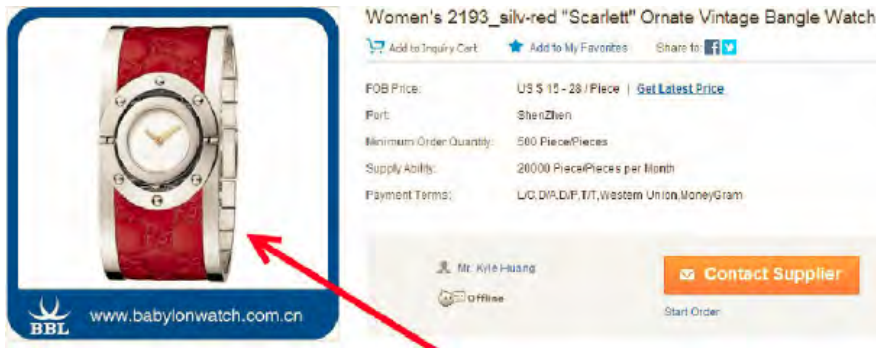 Women's 2193_silv-red "Scarlett" Ornate Vintage Bangle Watch
Add to Inquiry Cart Add to My Favorites Share to:
FOB Price: US $ 15 - 28 / Piece | Get Latest Price
Port: ShenZhen
Minimum Order Quantity: 500 Piece/Pieces
Supply Ability: 20000 Piece/Pieces per Month
Payment Terms: L/C,D/A,D/P,T/T,Western Union,MoneyGram
Mr. Kyle Huang
Offline
Contact Supplier
Start Order
BBL
www.babylonwatch.com.cn